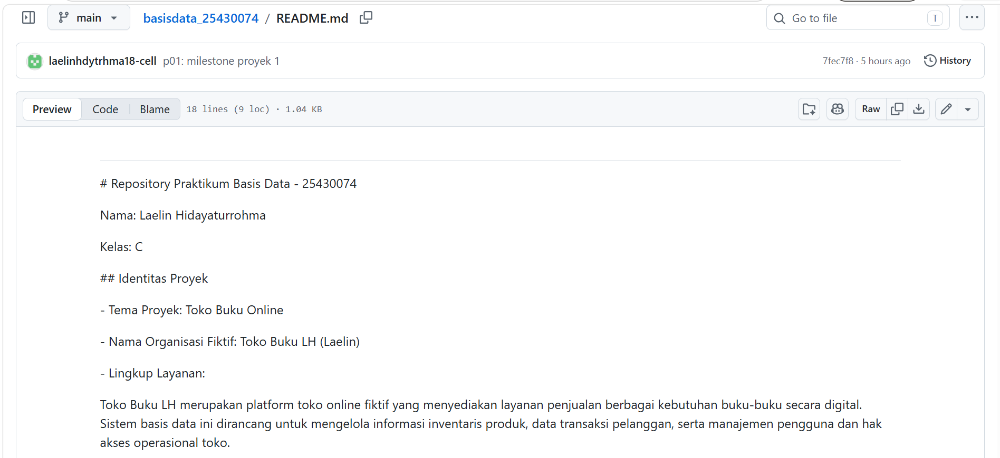 main
basisdata_25430074 / README.md
Go to file
T
laelinhdytrhma18-cell p01: milestone proyek 1
7fec7f8 · 5 hours ago
History
Preview
Code
Blame
18 lines (9 loc) · 1.04 KB
Raw
# Repository Praktikum Basis Data - 25430074
Nama: Laelin Hidayaturrohma
Kelas: C
## Identitas Proyek
- Tema Proyek: Toko Buku Online
- Nama Organisasi Fiktif: Toko Buku LH (Laelin)
- Lingkup Layanan:
Toko Buku LH merupakan platform toko online fiktif yang menyediakan layanan penjualan berbagai kebutuhan buku-buku secara digital.
Sistem basis data ini dirancang untuk mengelola informasi inventaris produk, data transaksi pelanggan, serta manajemen pengguna dan hak
akses operasional toko.